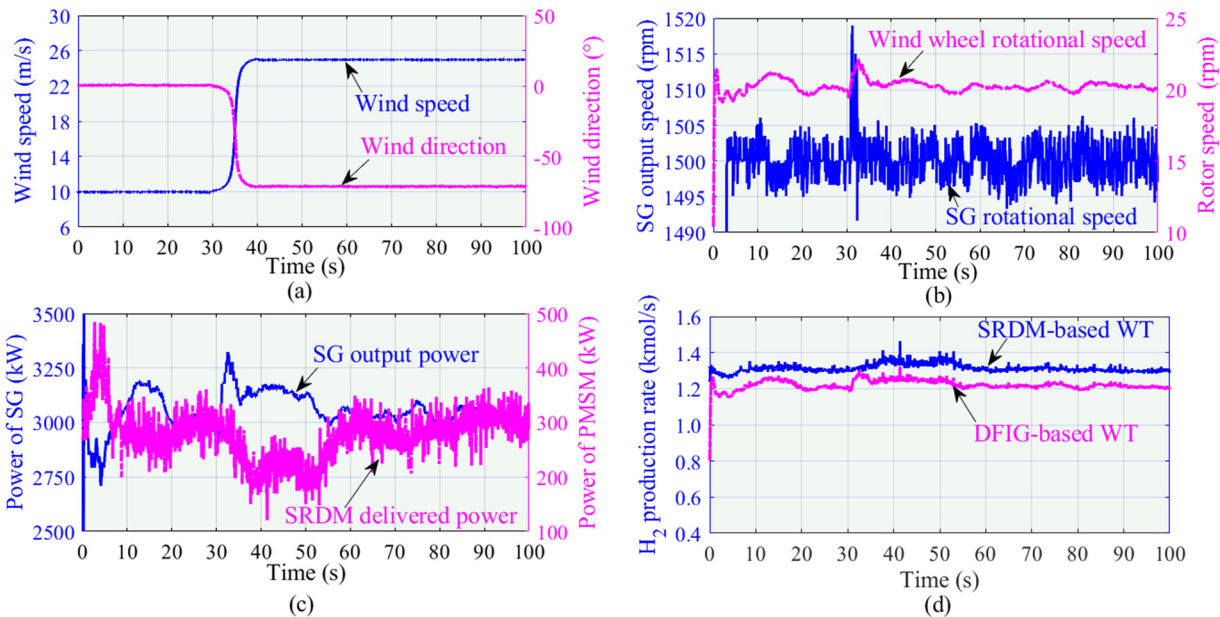 Wind speed (m/s)
30
26
22
18
14
10
6
50
0
-50
-100
Wind direction (°)
Wind speed
Wind direction
0 10 20 30 40 50 60 70 80 90 100
Time (s)
(a)
SG output speed (rpm)
1520
1515
1510
1505
1500
1495
1490
25
20
15
10
Rotor speed (rpm)
Wind wheel rotational speed
SG rotational speed
0 10 20 30 40 50 60 70 80 90 100
Time (s)
(b)
Power of SG (kW)
3500
3250
3000
2750
2500
500
400
300
200
100
Power of PMSM (kW)
SG output power
SRDM delivered power
0 10 20 30 40 50 60 70 80 90 100
Time (s)
(c)
H2 production rate (kmol/s)
1.6
1.4
1.2
1.0
0.8
0.6
0.4
SRDM-based WT
DFIG-based WT
0 10 20 30 40 50 60 70 80 90 100
Time (s)
(d)